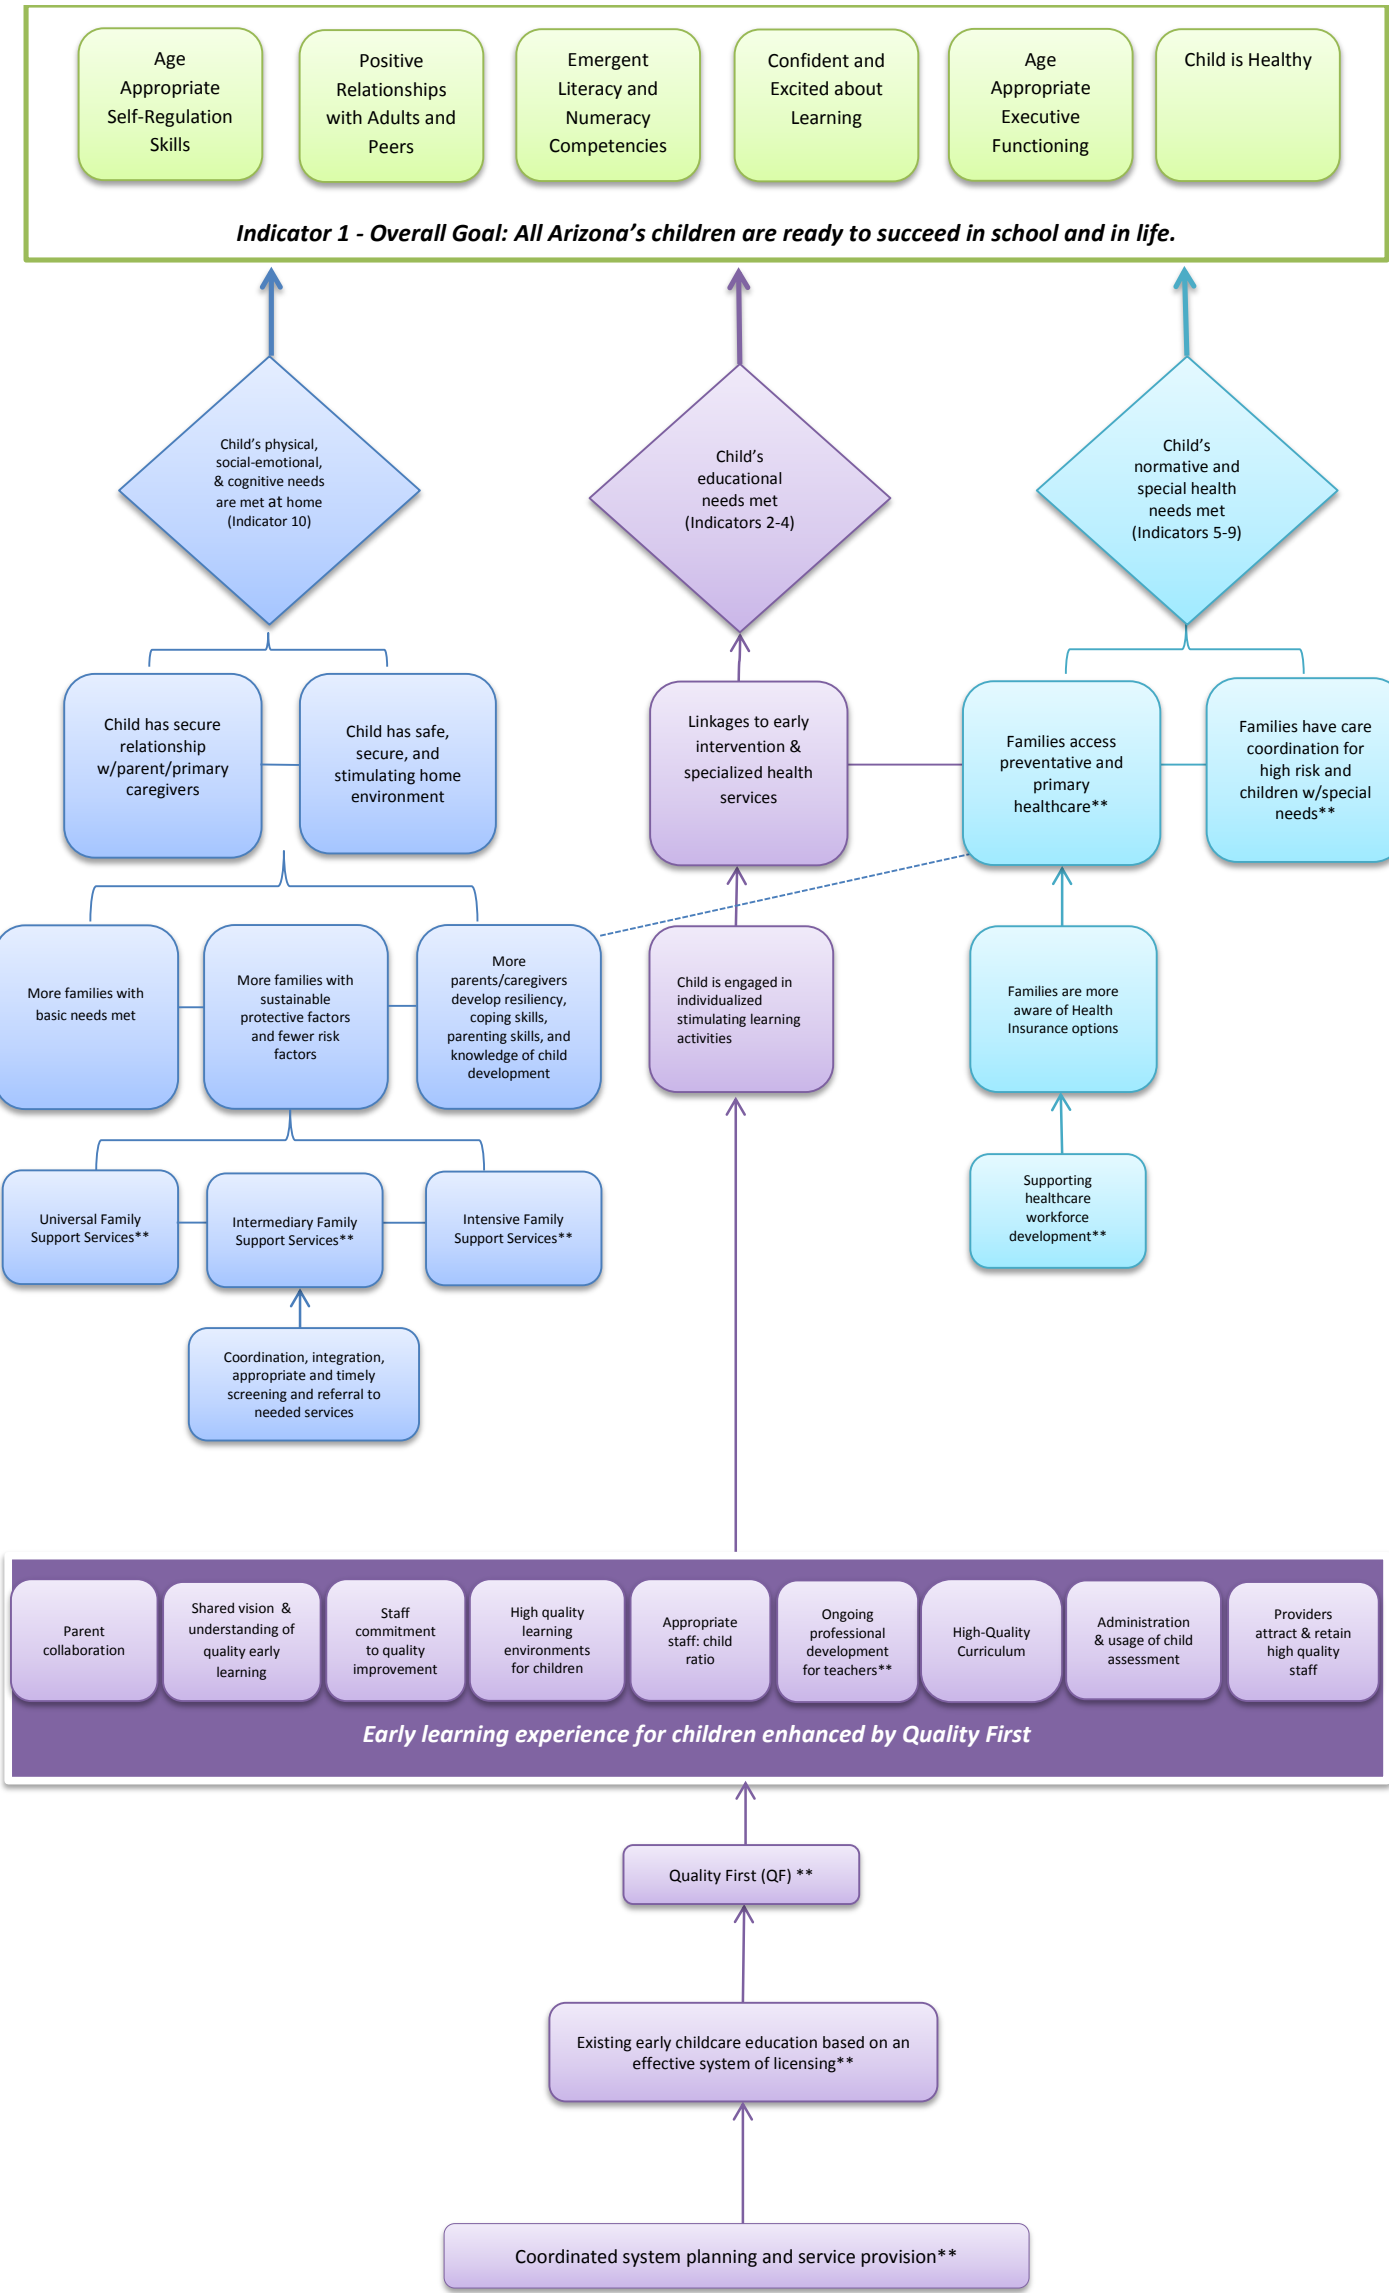 Age
Appropriate
Self-Regulation
Skills
Positive
Relationships
with Adults and
Peers
Emergent
Literacy and
Numeracy
Competencies
Confident and
Excited about
Learning
Age
Appropriate
Executive
Functioning
Child is Healthy
Indicator 1 - Overall Goal: All Arizona's children are ready to succeed in school and in life.
Child's physical,
social-emotional,
& cognitive needs
are met at home
(Indicator 10)
Child's
educational
needs met
(Indicators 2-4)
Child's
normative and
special health
needs met
(Indicators 5-9)
Child has secure
relationship
w/parent/primary
caregivers
Child has safe,
secure, and
stimulating home
environment
Linkages to early
intervention &
specialized health
services
Families access
preventative and
primary
healthcare**
Families have care
coordination for
high risk and
children w/special
needs**
More families with
basic needs met
More families with
sustainable
protective factors
and fewer risk
factors
More
parents/caregivers
develop resiliency,
coping skills,
parenting skills, and
knowledge of child
development
Child is engaged in
individualized
stimulating learning
activities
Families are more
aware of Health
Insurance options
Universal Family
Support Services**
Intermediary Family
Support Services**
Intensive Family
Support Services**
Supporting
healthcare
workforce
development**
Coordination, integration,
appropriate and timely
screening and referral to
needed services
Parent
collaboration
Shared vision &
understanding of
quality early
learning
Staff
commitment
to quality
improvement
High quality
learning
environments
for children
Appropriate
staff: child
ratio
Ongoing
professional
development
for teachers**
High-Quality
Curriculum
Administration
& usage of child
assessment
Providers
attract & retain
high quality
staff
Early learning experience for children enhanced by Quality First
Quality First (QF) **
Existing early childcare education based on an
effective system of licensing**
Coordinated system planning and service provision**